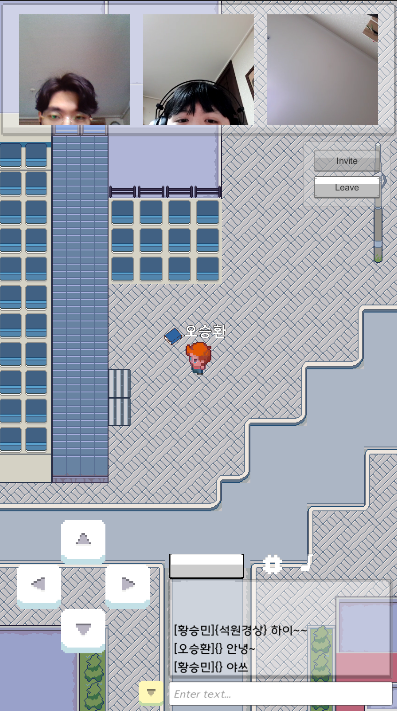 Invite
Leave
오승환
[황승민]{석원경상} 하이~~
[오승환]{} 안녕~
[황승민]{} 야쓰
Enter text...